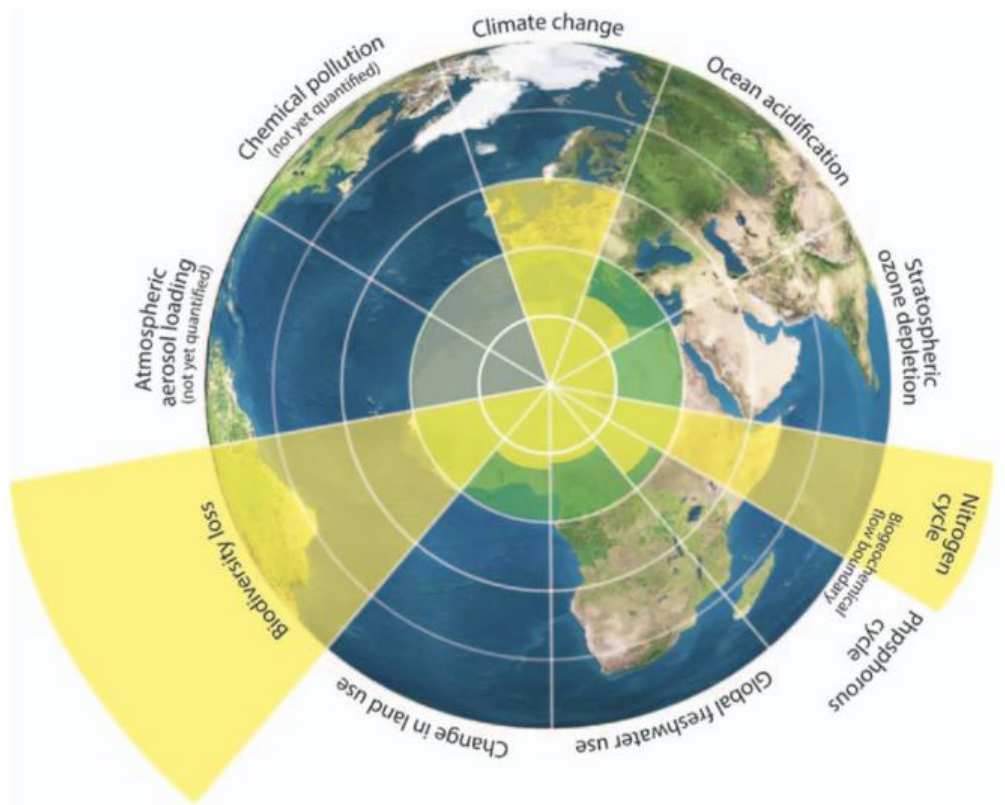 Climate change
Ocean acidification
Stratospheric
ozone depletion
Nitrogen
cycle
Biogeochemical
flow boundary
Phpsphorous
cycle
Global freshwater use
Change in land use
Biodiversity loss
Atmospheric
aerosol loading
(not yet quantified)
Chemical pollution
(not yet quantified)